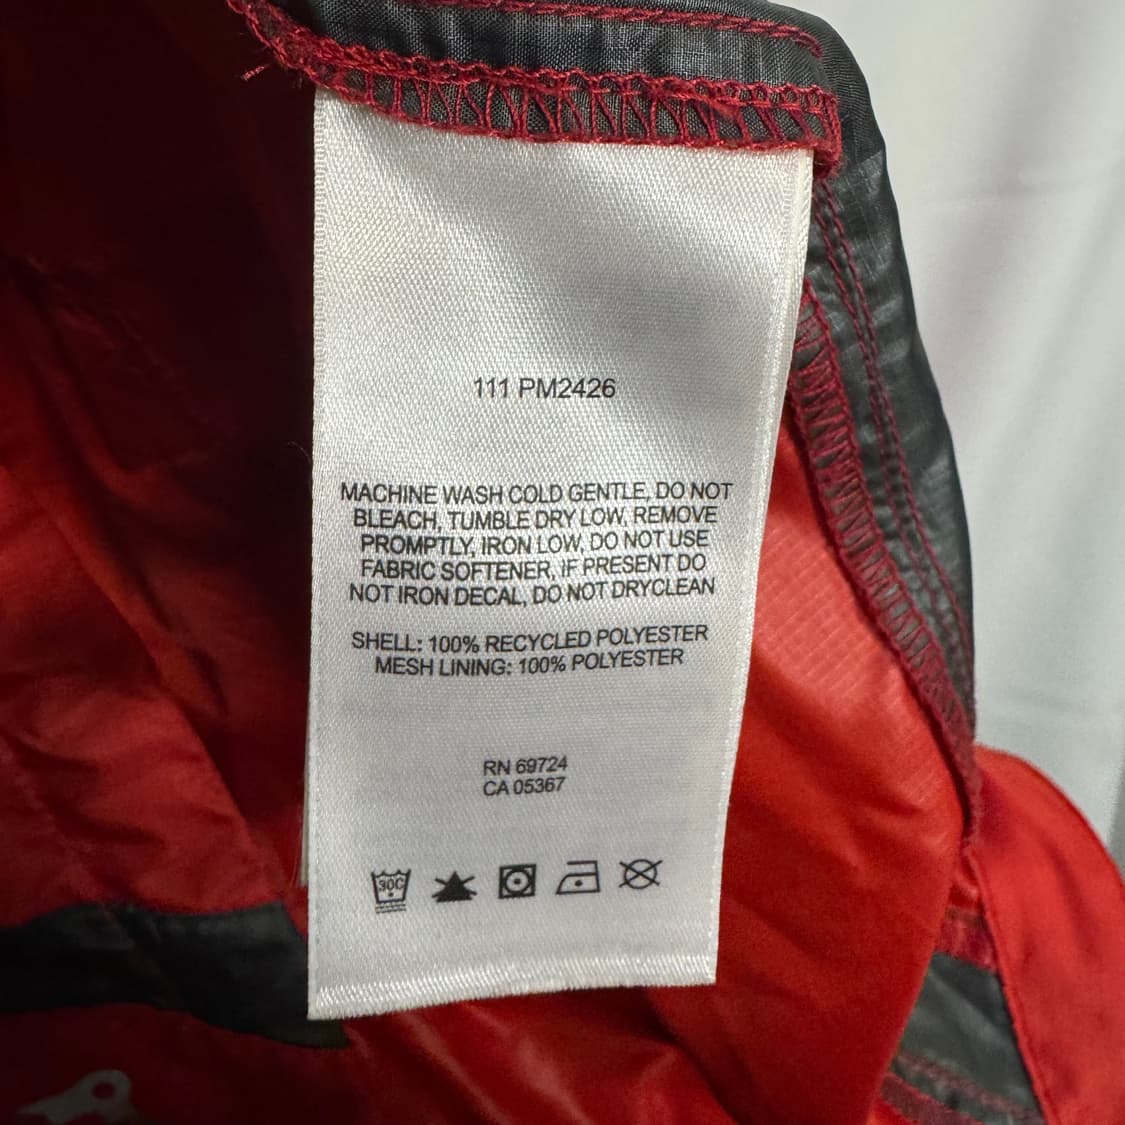 111 PM2426
MACHINE WASH COLD GENTLE, DO NOT
BLEACH, TUMBLE DRY LOW, REMOVE
PROMPTLY, IRON LOW, DO NOT USE
FABRIC SOFTENER, IF PRESENT DO
NOT IRON DECAL, DO NOT DRYCLEAN
SHELL: 100% RECYCLED POLYESTER
MESH LINING: 100% POLYESTER
RN 69724
CA 05367
30C